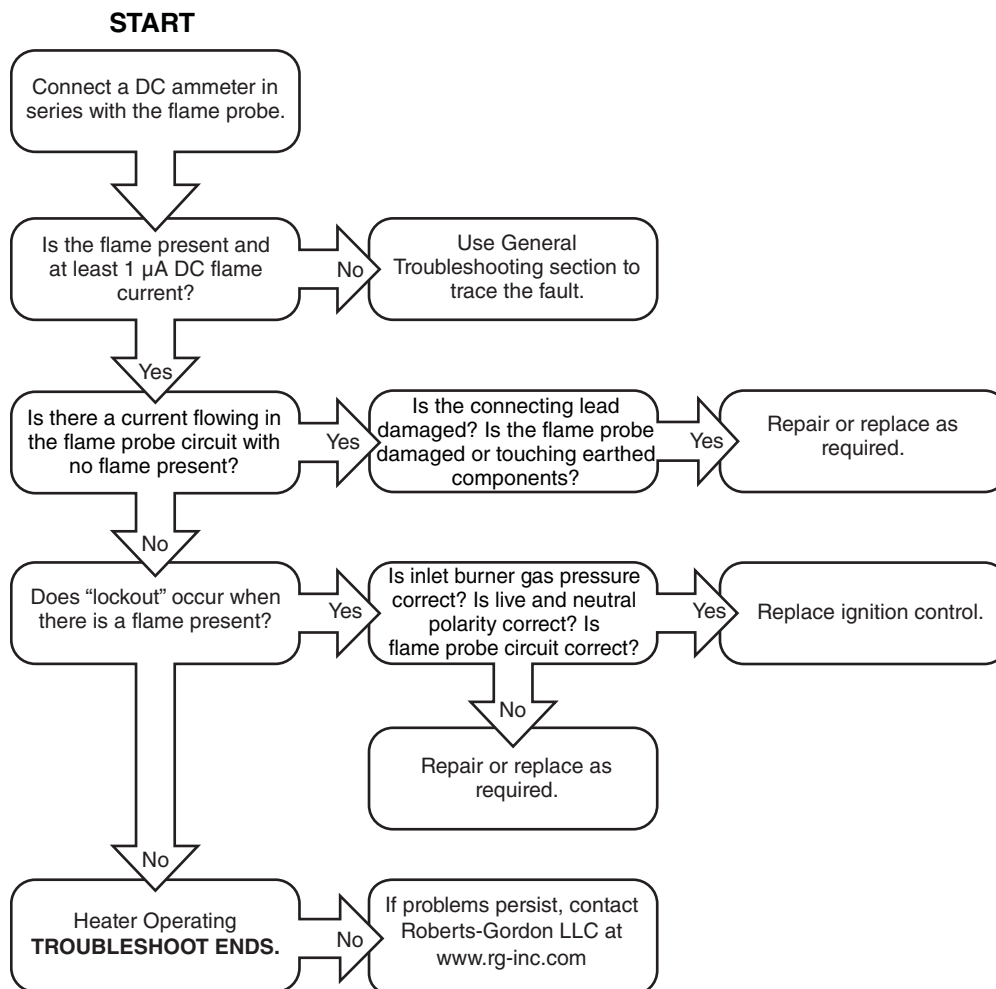 START
Connect a DC ammeter in
series with the flame probe.
Is the flame present and
at least 1 µA DC flame
current?
No
Use General
Troubleshooting section to
trace the fault.
Yes
Is there a current flowing in
the flame probe circuit with
no flame present?
Yes
Is the connecting lead
damaged? Is the flame probe
damaged or touching earthed
components?
Yes
Repair or replace as
required.
No
Does “lockout” occur when
there is a flame present?
Yes
Is inlet burner gas pressure
correct? Is live and neutral
polarity correct? Is
flame probe circuit correct?
Yes
Replace ignition control.
No
Repair or replace as
required.
No
Heater Operating
TROUBLESHOOT ENDS.
No
If problems persist, contact
Roberts-Gordon LLC at
www.rg-inc.com